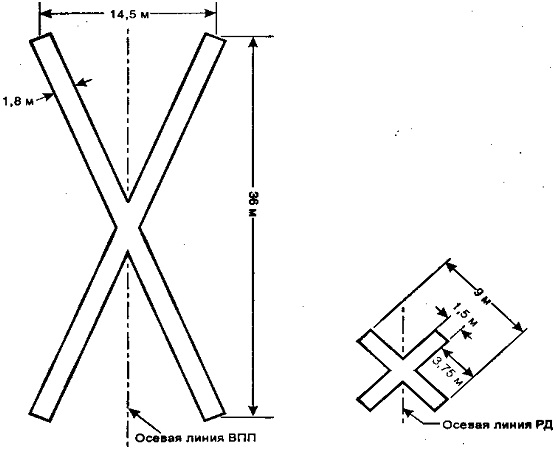 14,5 м
1,8 м
36 м
9 м
1,5 м
3,75 м
Осевая линия ВПП
Осевая линия РД